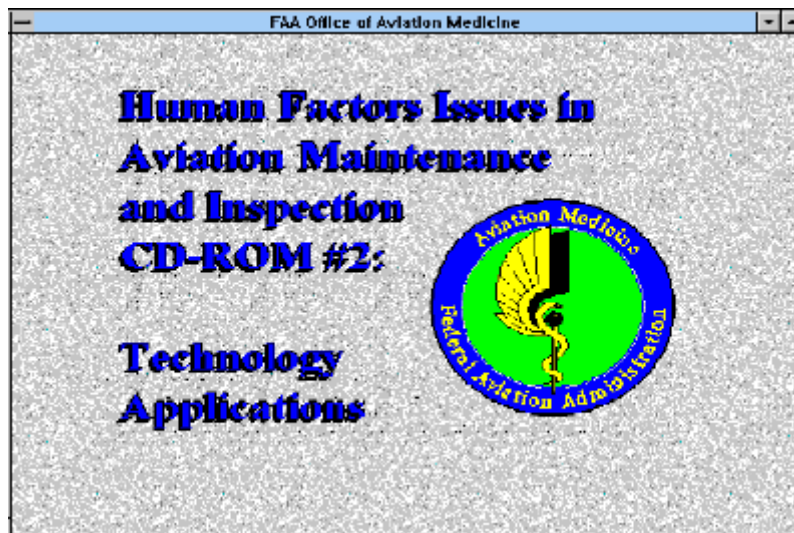 FAA Office of Aviation Medicine
Human Factors Issues in
Aviation Maintenance
and Inspection
CD-ROM #2:
Technology
Applications
Aviation Medicine
Federal Aviation Administration